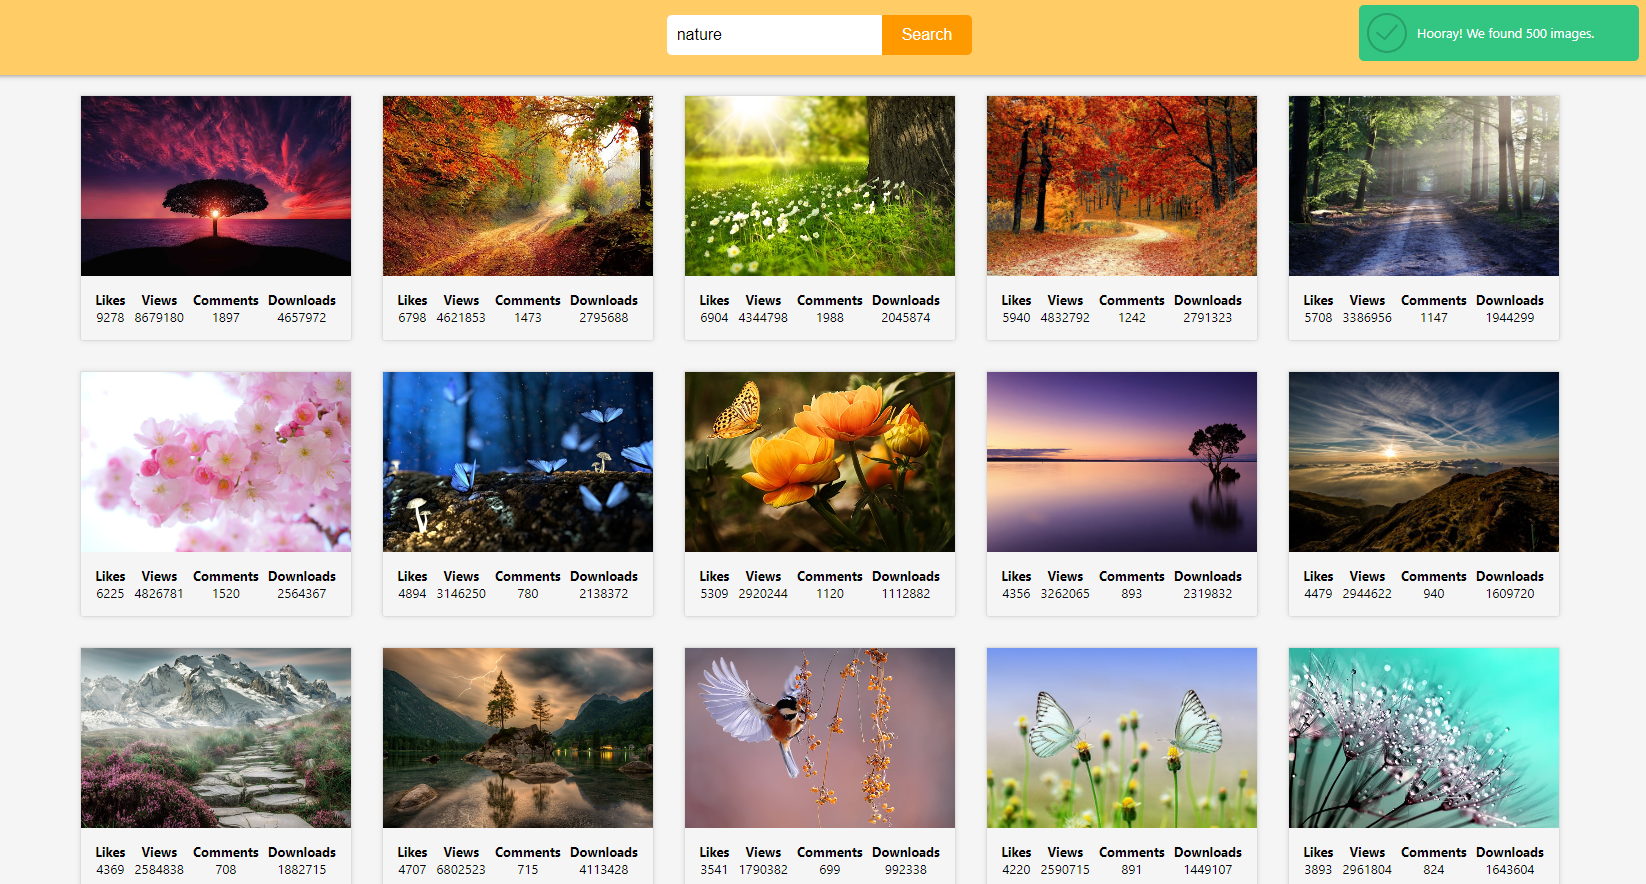 nature Search
Hooray! We found 500 images.
Likes Views Comments Downloads
9278 8679180 1897 4657972
Likes Views Comments Downloads
6798 4621853 1473 2795688
Likes Views Comments Downloads
6904 4344798 1988 2045874
Likes Views Comments Downloads
5940 4832792 1242 2791323
Likes Views Comments Downloads
5708 3386956 1147 1944299
Likes Views Comments Downloads
6225 4826781 1520 2564367
Likes Views Comments Downloads
4894 3146250 780 2138372
Likes Views Comments Downloads
5309 2920244 1120 1112882
Likes Views Comments Downloads
4356 3262065 893 2319832
Likes Views Comments Downloads
4479 2944622 940 1609720
Likes Views Comments Downloads
4369 2584838 708 1882715
Likes Views Comments Downloads
4707 6802523 715 4113428
Likes Views Comments Downloads
3541 1790382 699 992338
Likes Views Comments Downloads
4220 2590715 891 1449107
Likes Views Comments Downloads
3893 2961804 824 1643604